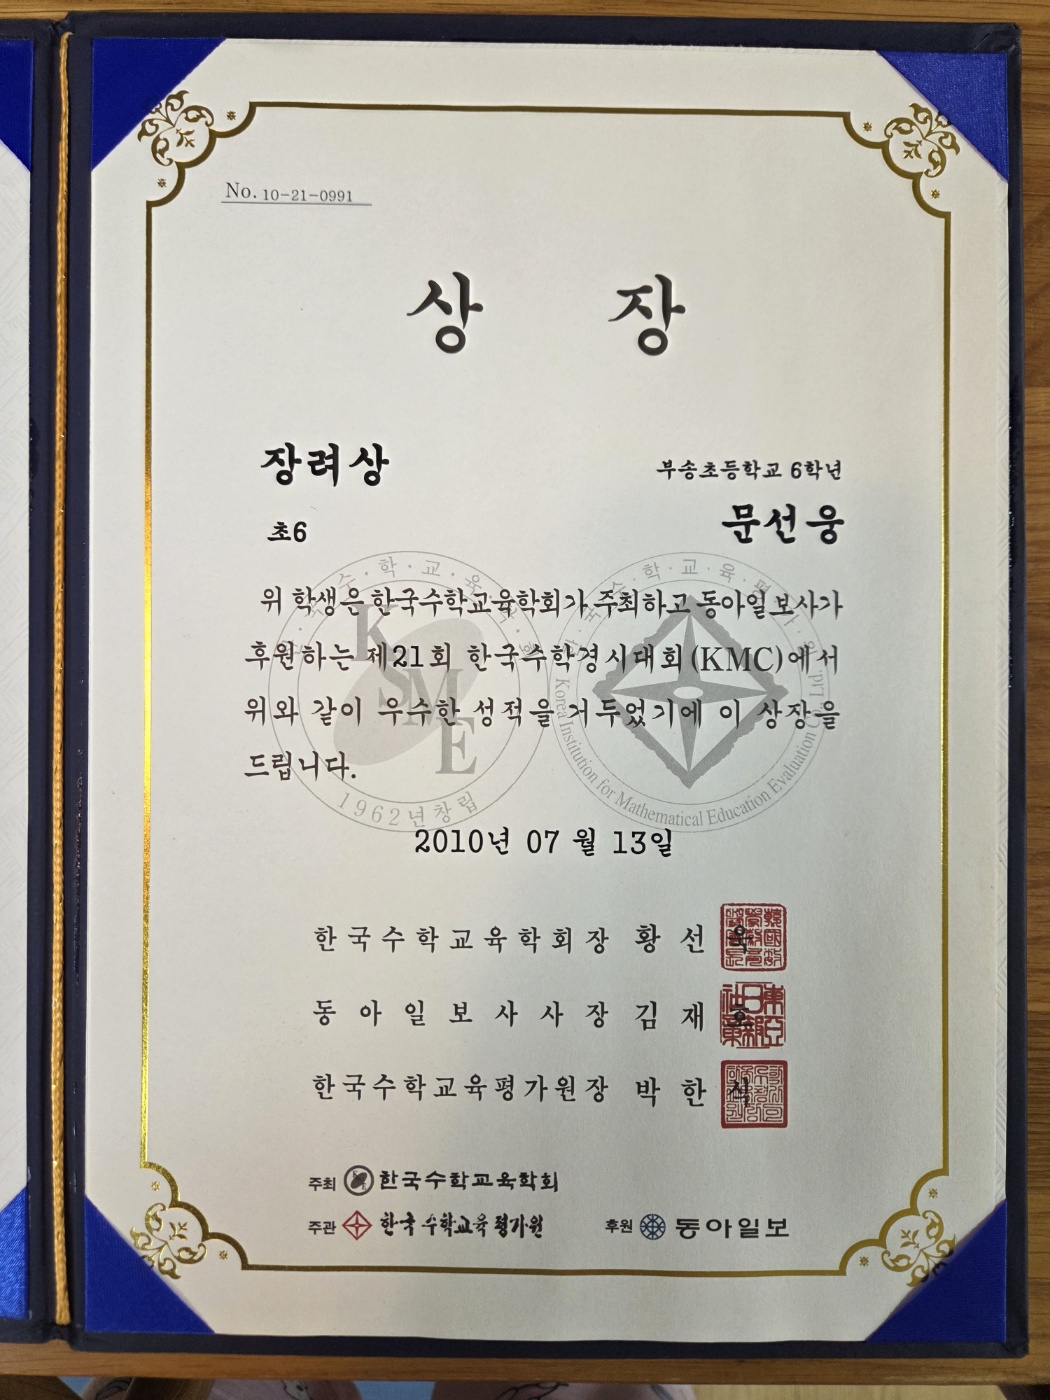 No. 10-21-0991
상 장
장려상
부송초등학교 6학년
초6
문선웅
위 학생은 한국수학교육학회가 주최하고 동아일보사가
후원하는 제21회 한국수학경시대회(KMC)에서
위와 같이 우수한 성적을 거두었기에 이 상장을
드립니다.
KSME
1962년창립
Korea Institution for Mathematical Education Evaluation Co., Ltd.
2010년 07월 13일
한국수학교육학회장 황선욱
동아일보사사장 김재호
한국수학교육평가원장 박한식
주최 한국수학교육학회
주관 한국수학교육평가원
후원 동아일보